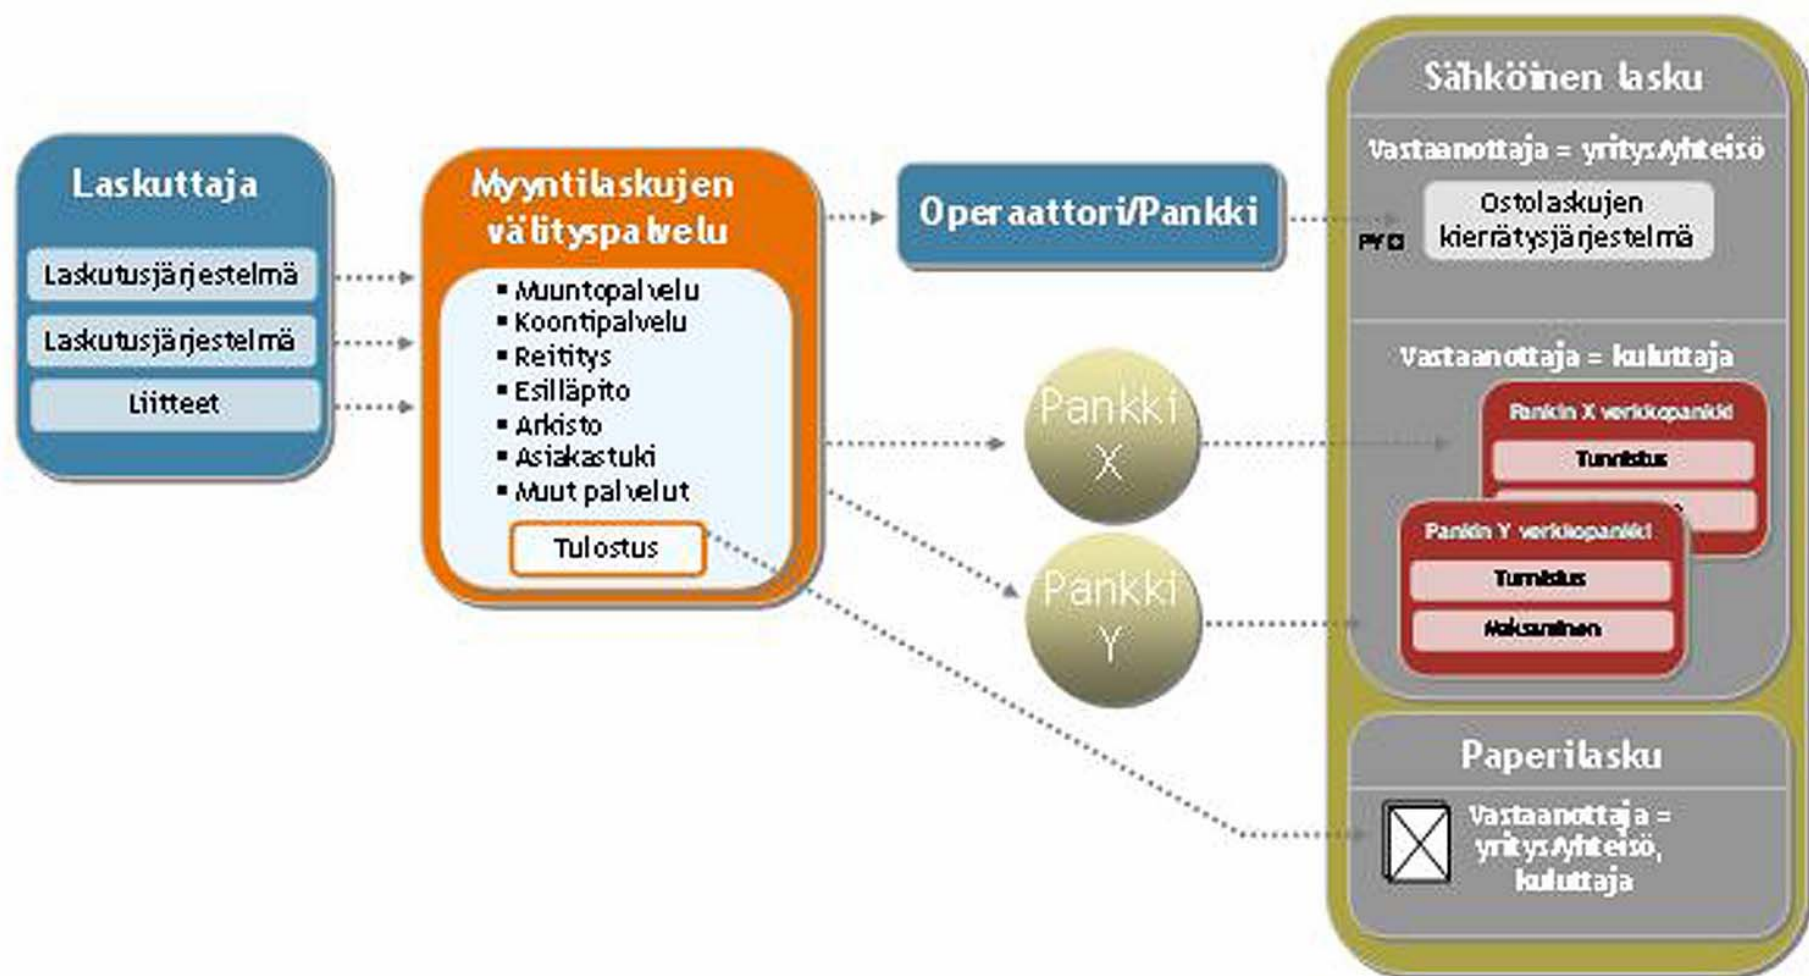 Laskuttaja
Laskutusjärjestelmä
Laskutusjärjestelmä
Liitteet
Myyntilaskujen
välityspalvelu
▪ Muuntopalvelu
▪ Koontipalvelu
▪ Reititys
▪ Esilläpito
▪ Arkisto
▪ Asiakastuki
▪ Muut palvelut
Tulostus
Operaattori/Pankki
Pankki
X
Pankki
Y
Sähköinen lasku
Vastaanottaja = yritys/yhteisö
Ostolaskujen
kierrätysjärjestelmä
Vastaanottaja = kuluttaja
Pankin X verkkopankki
Tunnistus
Pankin Y verkkopankki
Tunnistus
Maksaminen
Paperilasku
Vastaanottaja =
yritys/yhteisö,
kuluttaja